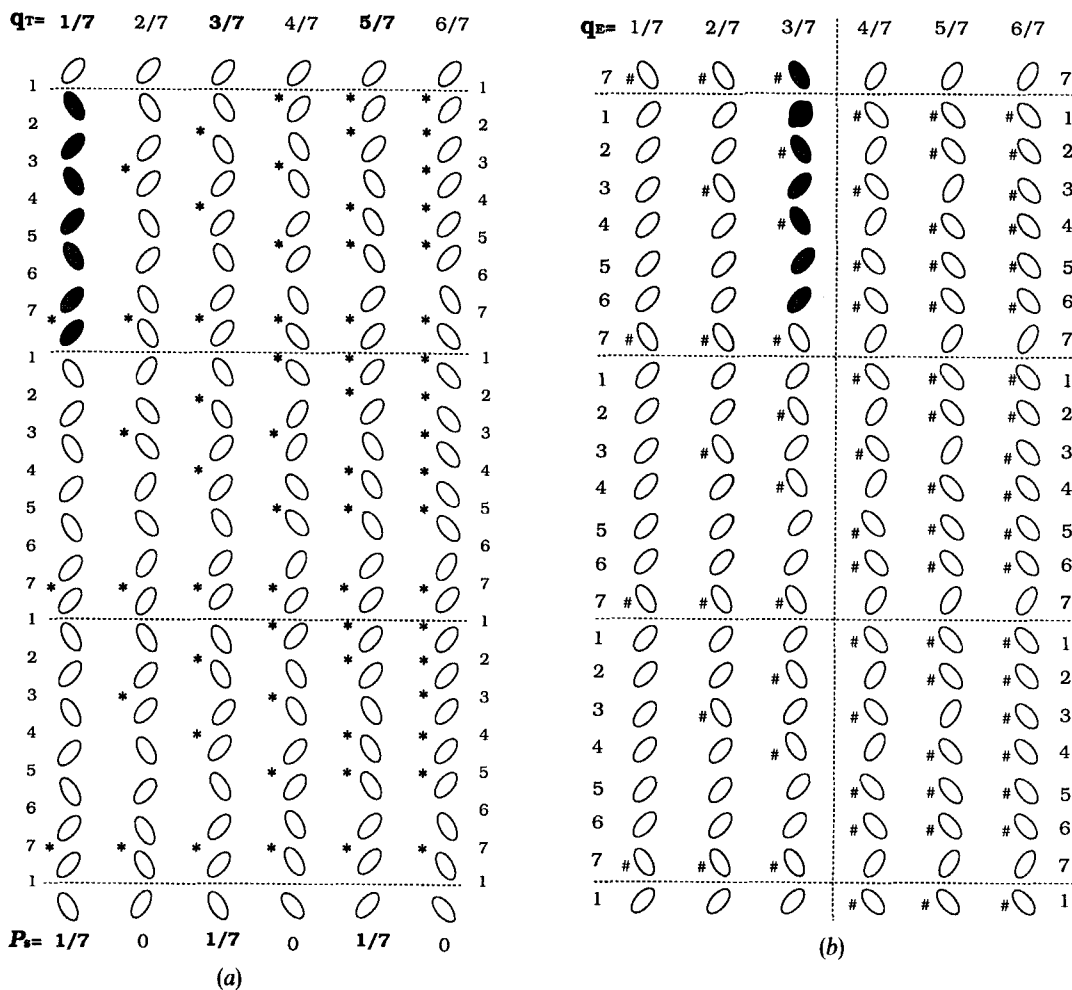 qT= 1/7 2/7 3/7 4/7 5/7 6/7
1 * * * 1
2 * * * 2
3 * * * 3
4 * * * 4
5 * * * 5
6 6
7 * * * * * * 7
1 * * * 1
2 * * * 2
3 * * * 3
4 * * * 4
5 * * * 5
6 6
7 * * * * * * 7
1 * * * 1
2 * * * 2
3 * * * 3
4 * * * 4
5 * * * 5
6 6
7 * * * * * * 7
1 1
Ps= 1/7 0 1/7 0 1/7 0
(a)
qE= 1/7 2/7 3/7 4/7 5/7 6/7
7 # # # 7
1 # # # 1
2 # # # 2
3 # # # 3
4 # # # 4
5 # # # 5
6 # # # 6
7 # # # 7
1 # # # 1
2 # # # 2
3 # # # 3
4 # # # 4
5 # # # 5
6 # # # 6
7 # # # 7
1 # # # 1
2 # # # 2
3 # # # 3
4 # # # 4
5 # # # 5
6 # # # 6
7 # # # 7
1 # # # 1
(b)